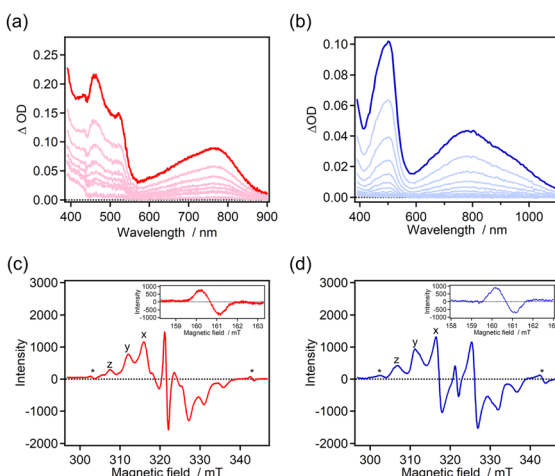 (a)
0.25
0.20
0.15
0.10
0.05
0.00
Δ OD
400 500 600 700 800 900
Wavelength / nm
(b)
0.10
0.08
0.06
0.04
0.02
0.00
ΔOD
400 600 800 1000
Wavelength / nm
(c)
3000
2000
1000
0
-1000
-2000
Intensity
* z y x *
1000
500
0
-500
-1000
Intensity
159 160 161 162 163
Magnetic field / mT
300 310 320 330 340
Magnetic field / mT
(d)
3000
2000
1000
0
-1000
-2000
Intensity
* z y x *
1000
500
0
-500
-1000
Intensity
158 159 160 161 162 163
Magnetic field / mT
300 310 320 330 340
Magnetic field / mT